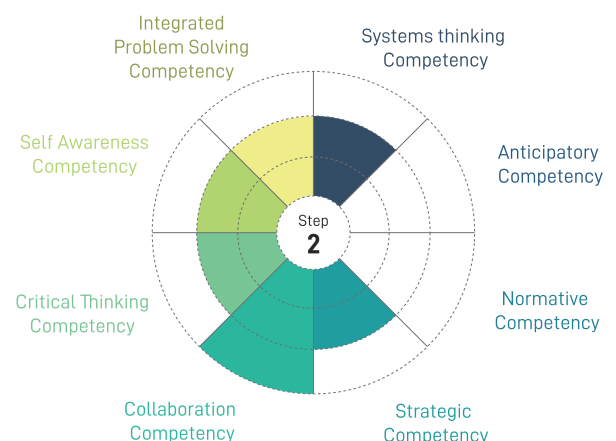 Integrated
Problem Solving
Competency
Systems thinking
Competency
Self Awareness
Competency
Anticipatory
Competency
Step
2
Critical Thinking
Competency
Normative
Competency
Collaboration
Competency
Strategic
Competency